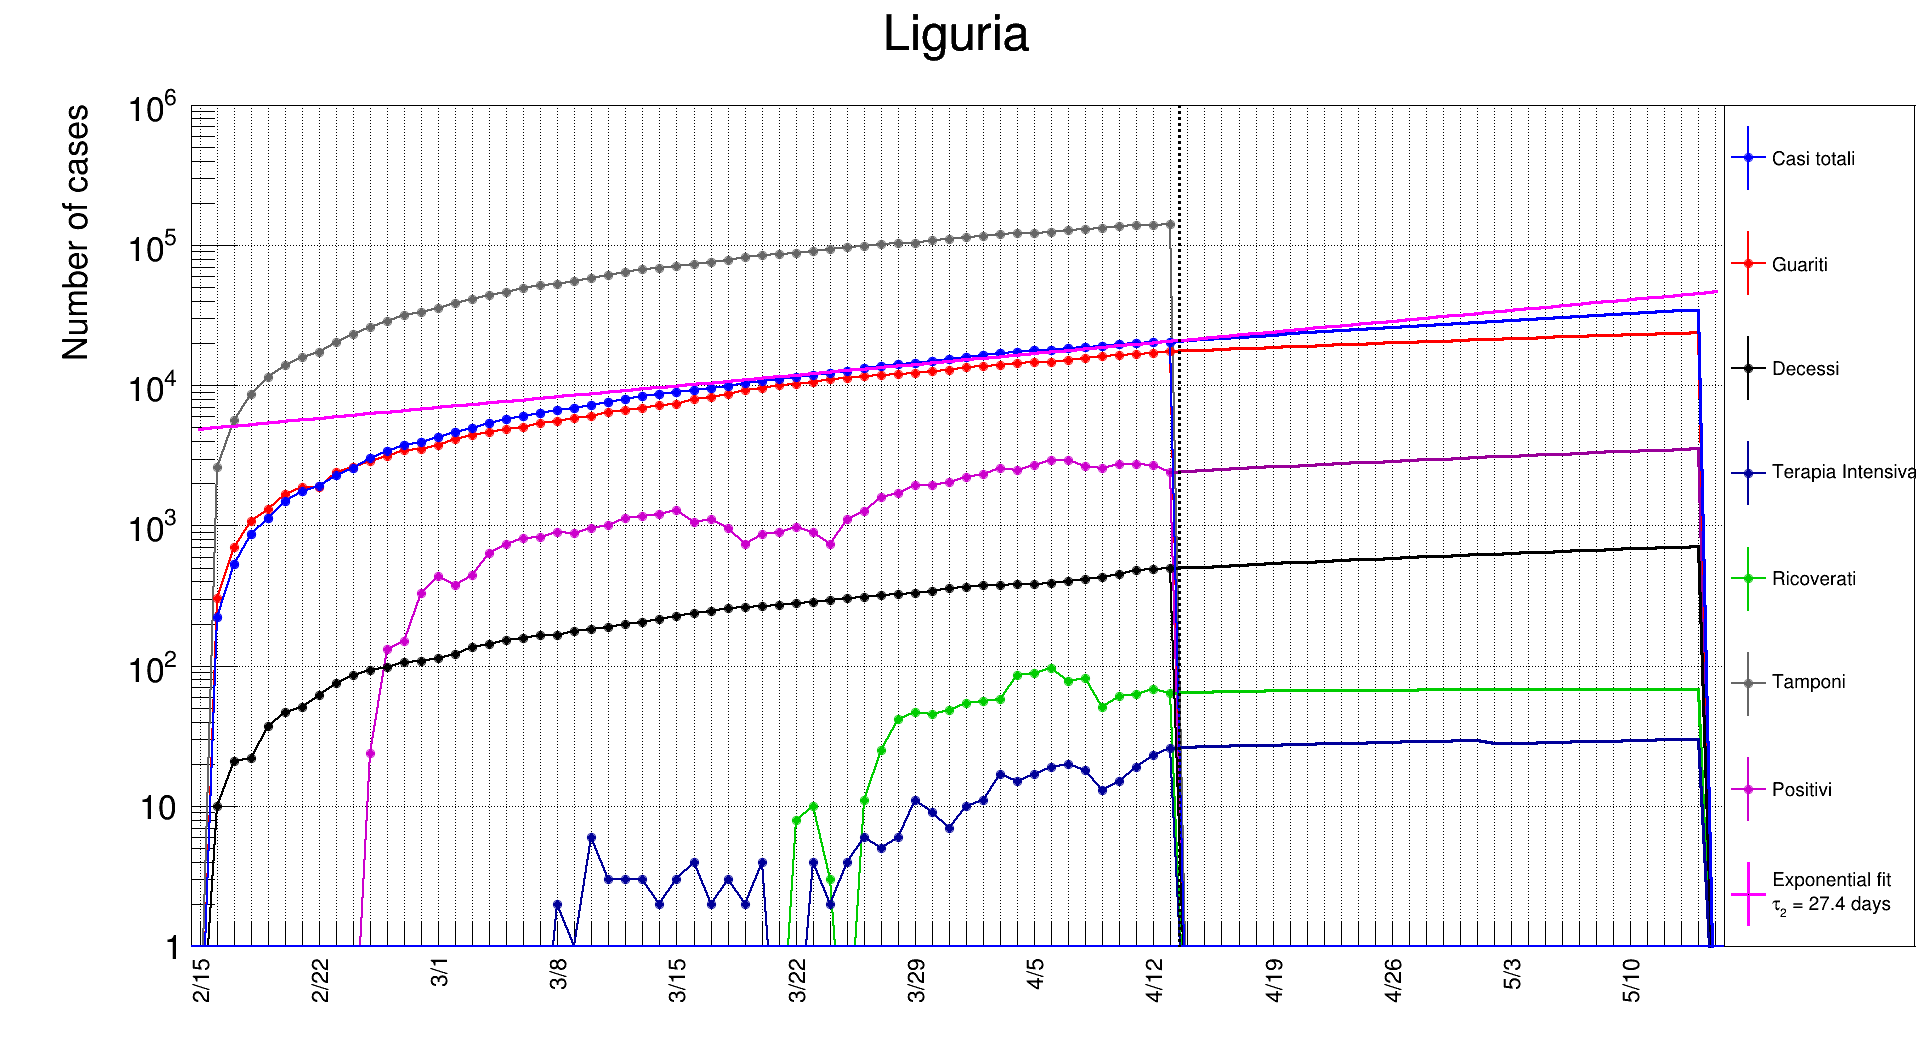 Liguria
Number of cases
10^6
10^5
10^4
10^3
10^2
10
1
2/15
2/22
3/1
3/8
3/15
3/22
3/29
4/5
4/12
4/19
4/26
5/3
5/10
Casi totali
Guariti
Decessi
Terapia Intensiva
Ricoverati
Tamponi
Positivi
Exponential fit
τ₂ = 27.4 days